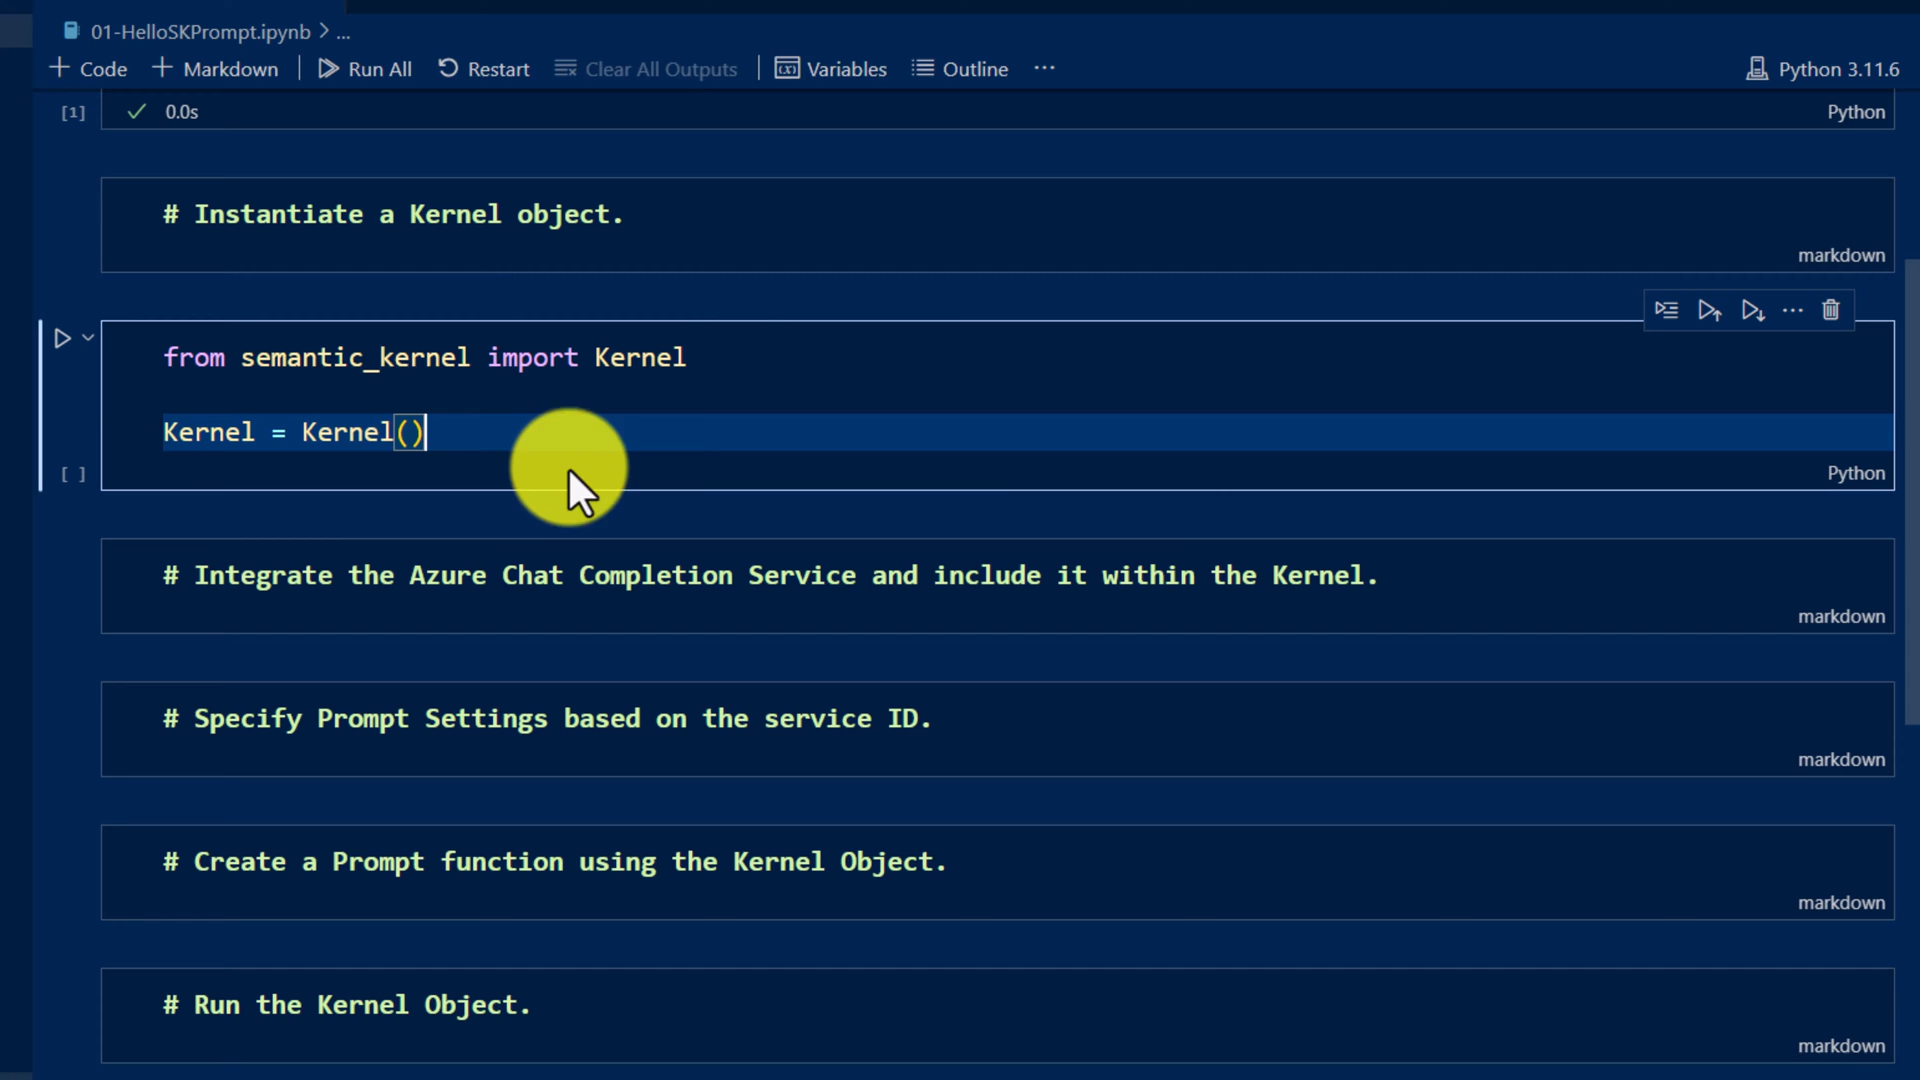 01-HelloSKPrompt.ipynb > ...
+ Code + Markdown | Run All Restart Clear All Outputs | Variables Outline ... Python 3.11.6
[1] ✓ 0.0s Python
# Instantiate a Kernel object.
markdown
from semantic_kernel import Kernel
Kernel = Kernel()
[ ] Python
# Integrate the Azure Chat Completion Service and include it within the Kernel.
markdown
# Specify Prompt Settings based on the service ID.
markdown
# Create a Prompt function using the Kernel Object.
markdown
# Run the Kernel Object.
markdown